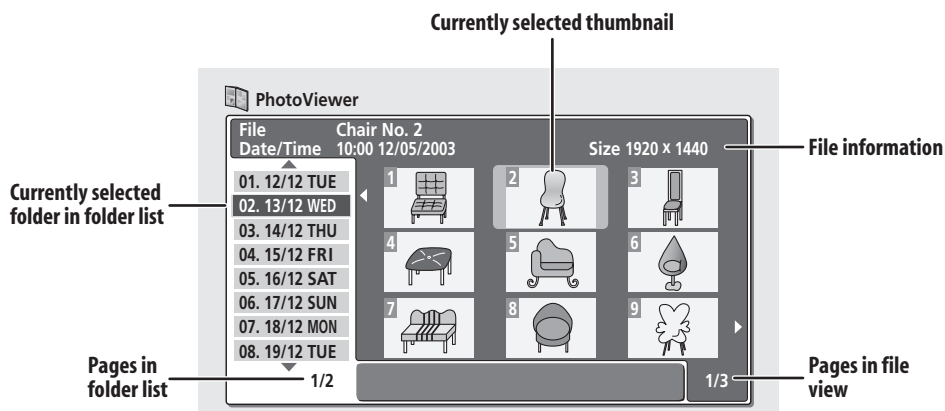 Currently selected thumbnail
PhotoViewer
File Chair No. 2
Date/Time 10:00 12/05/2003 Size 1920 x 1440
File information
Currently selected
folder in folder list
01. 12/12 TUE
02. 13/12 WED
03. 14/12 THU
04. 15/12 FRI
05. 16/12 SAT
06. 17/12 SUN
07. 18/12 MON
08. 19/12 TUE
1 2 3
4 5 6
7 8 9
Pages in
folder list
1/2
1/3
Pages in file
view